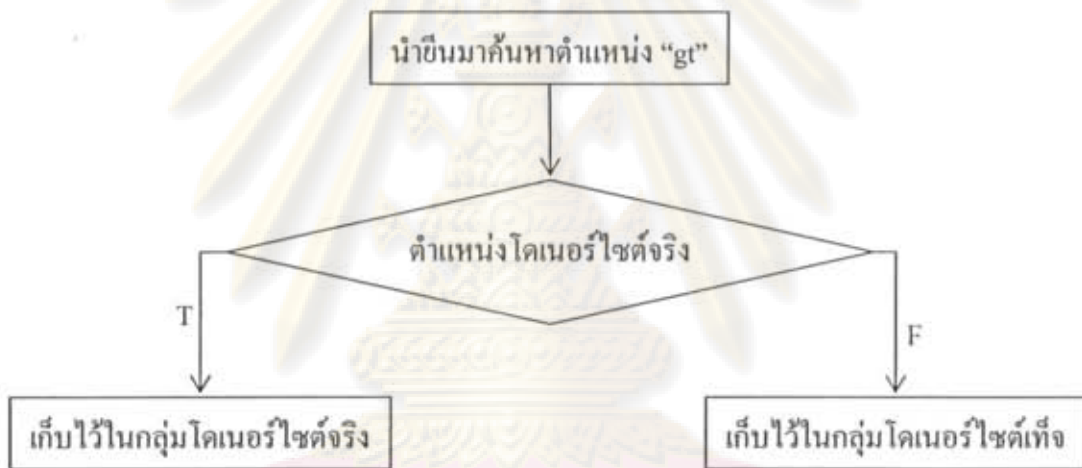 นำยีนมาค้นหาตำแหน่ง “gt”
ตำแหน่งโดเนอร์ไซต์จริง
T
F
เก็บไว้ในกลุ่มโดเนอร์ไซต์จริง
เก็บไว้ในกลุ่มโดเนอร์ไซต์เท็จ